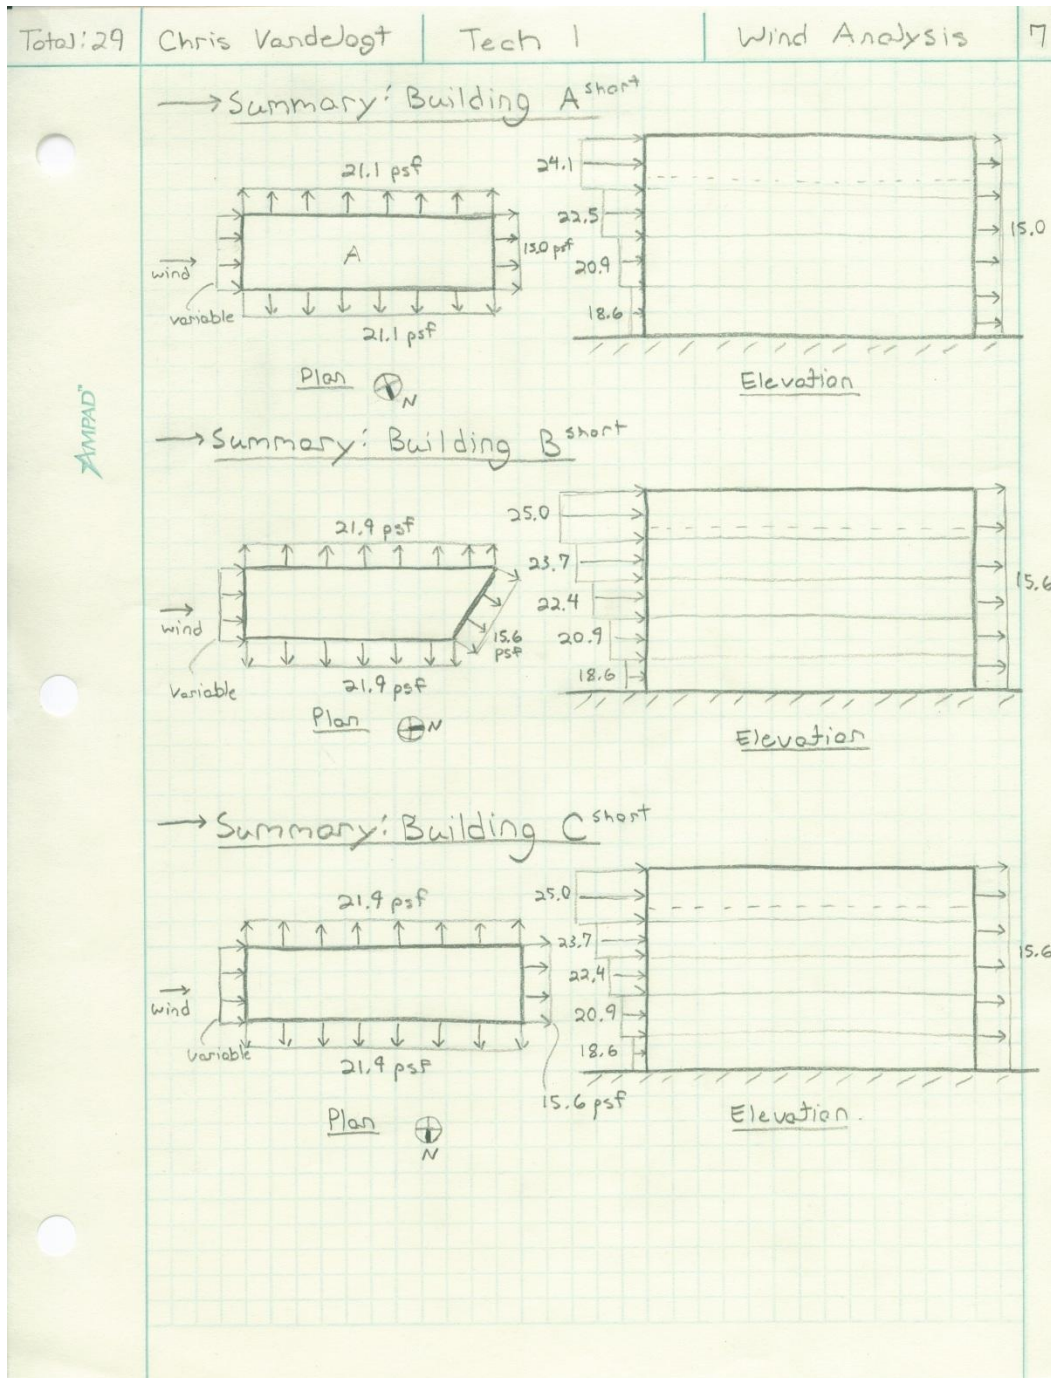 Total: 29 Chris Vandelogt Tech 1 Wind Analysis 7
→ Summary: Building A short
21.1 psf
A
wind
variable
15.0 psf
21.1 psf
Plan
N
24.1
22.5
20.9
18.6
15.0
Elevation
AMPAD™
→ Summary: Building B short
21.9 psf
wind
variable
15.6
psf
21.9 psf
Plan
N
25.0
23.7
22.4
20.9
18.6
15.6
Elevation
→ Summary: Building C short
21.9 psf
wind
variable
21.9 psf
15.6 psf
Plan
N
25.0
23.7
22.4
20.9
18.6
15.6
Elevation.